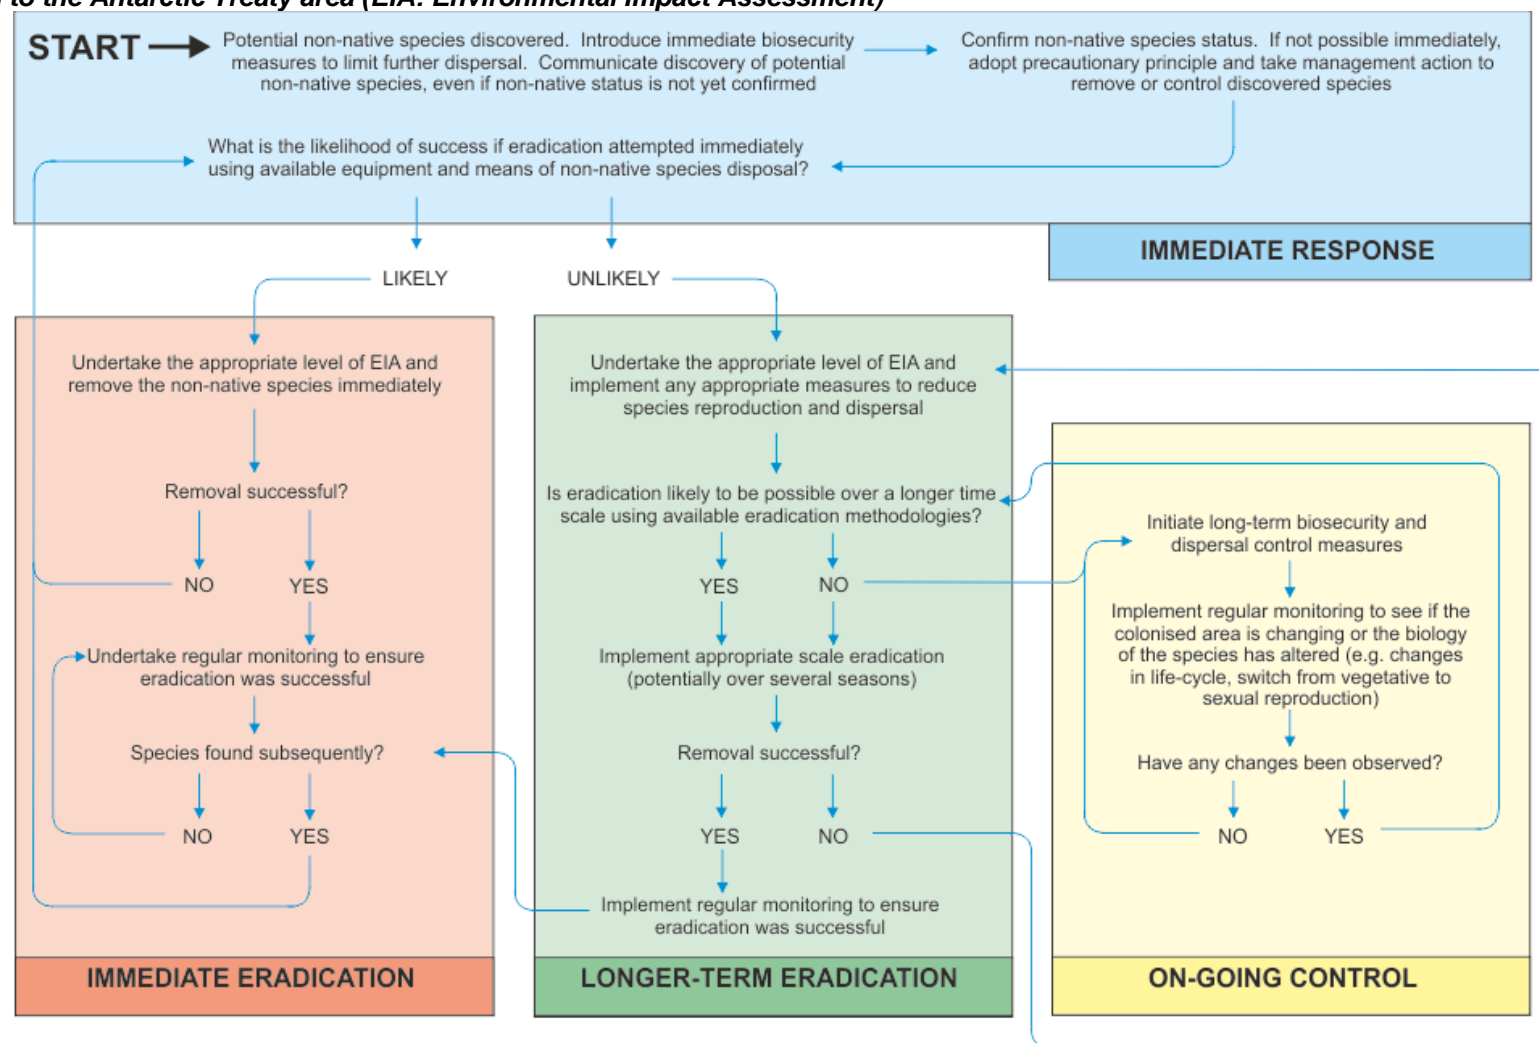 to the Antarctic Treaty area (EIA: Environmental Impact Assessment)
START
Potential non-native species discovered. Introduce immediate biosecurity
measures to limit further dispersal. Communicate discovery of potential
non-native species, even if non-native status is not yet confirmed
Confirm non-native species status. If not possible immediately,
adopt precautionary principle and take management action to
remove or control discovered species
What is the likelihood of success if eradication attempted immediately
using available equipment and means of non-native species disposal?
IMMEDIATE RESPONSE
LIKELY
UNLIKELY
Undertake the appropriate level of EIA and
remove the non-native species immediately
Removal successful?
NO
YES
Undertake regular monitoring to ensure
eradication was successful
Species found subsequently?
NO
YES
IMMEDIATE ERADICATION
Undertake the appropriate level of EIA and
implement any appropriate measures to reduce
species reproduction and dispersal
Is eradication likely to be possible over a longer time
scale using available eradication methodologies?
YES
NO
Implement appropriate scale eradication
(potentially over several seasons)
Removal successful?
YES
NO
Implement regular monitoring to ensure
eradication was successful
LONGER-TERM ERADICATION
Initiate long-term biosecurity and
dispersal control measures
Implement regular monitoring to see if the
colonised area is changing or the biology
of the species has altered (e.g. changes
in life-cycle, switch from vegetative to
sexual reproduction)
Have any changes been observed?
NO
YES
ON-GOING CONTROL